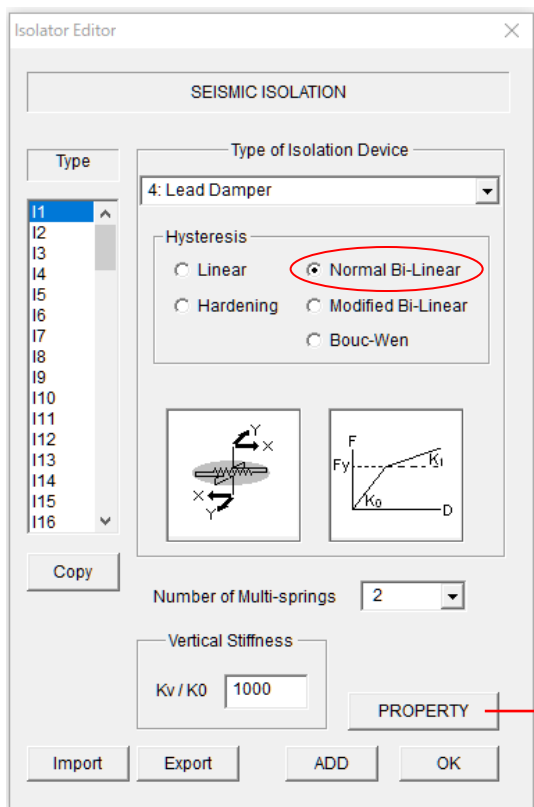 Isolator Editor
SEISMIC ISOLATION
Type
I1
I2
I3
I4
I5
I6
I7
I8
I9
I10
I11
I12
I13
I14
I15
I16
Copy
Type of Isolation Device
4: Lead Damper
Hysteresis
Linear
Normal Bi-Linear
Hardening
Modified Bi-Linear
Bouc-Wen
Y
X
X
Y
F
Fy
K1
K0
D
Number of Multi-springs
2
Vertical Stiffness
Kv / K0
1000
PROPERTY
Import
Export
ADD
OK